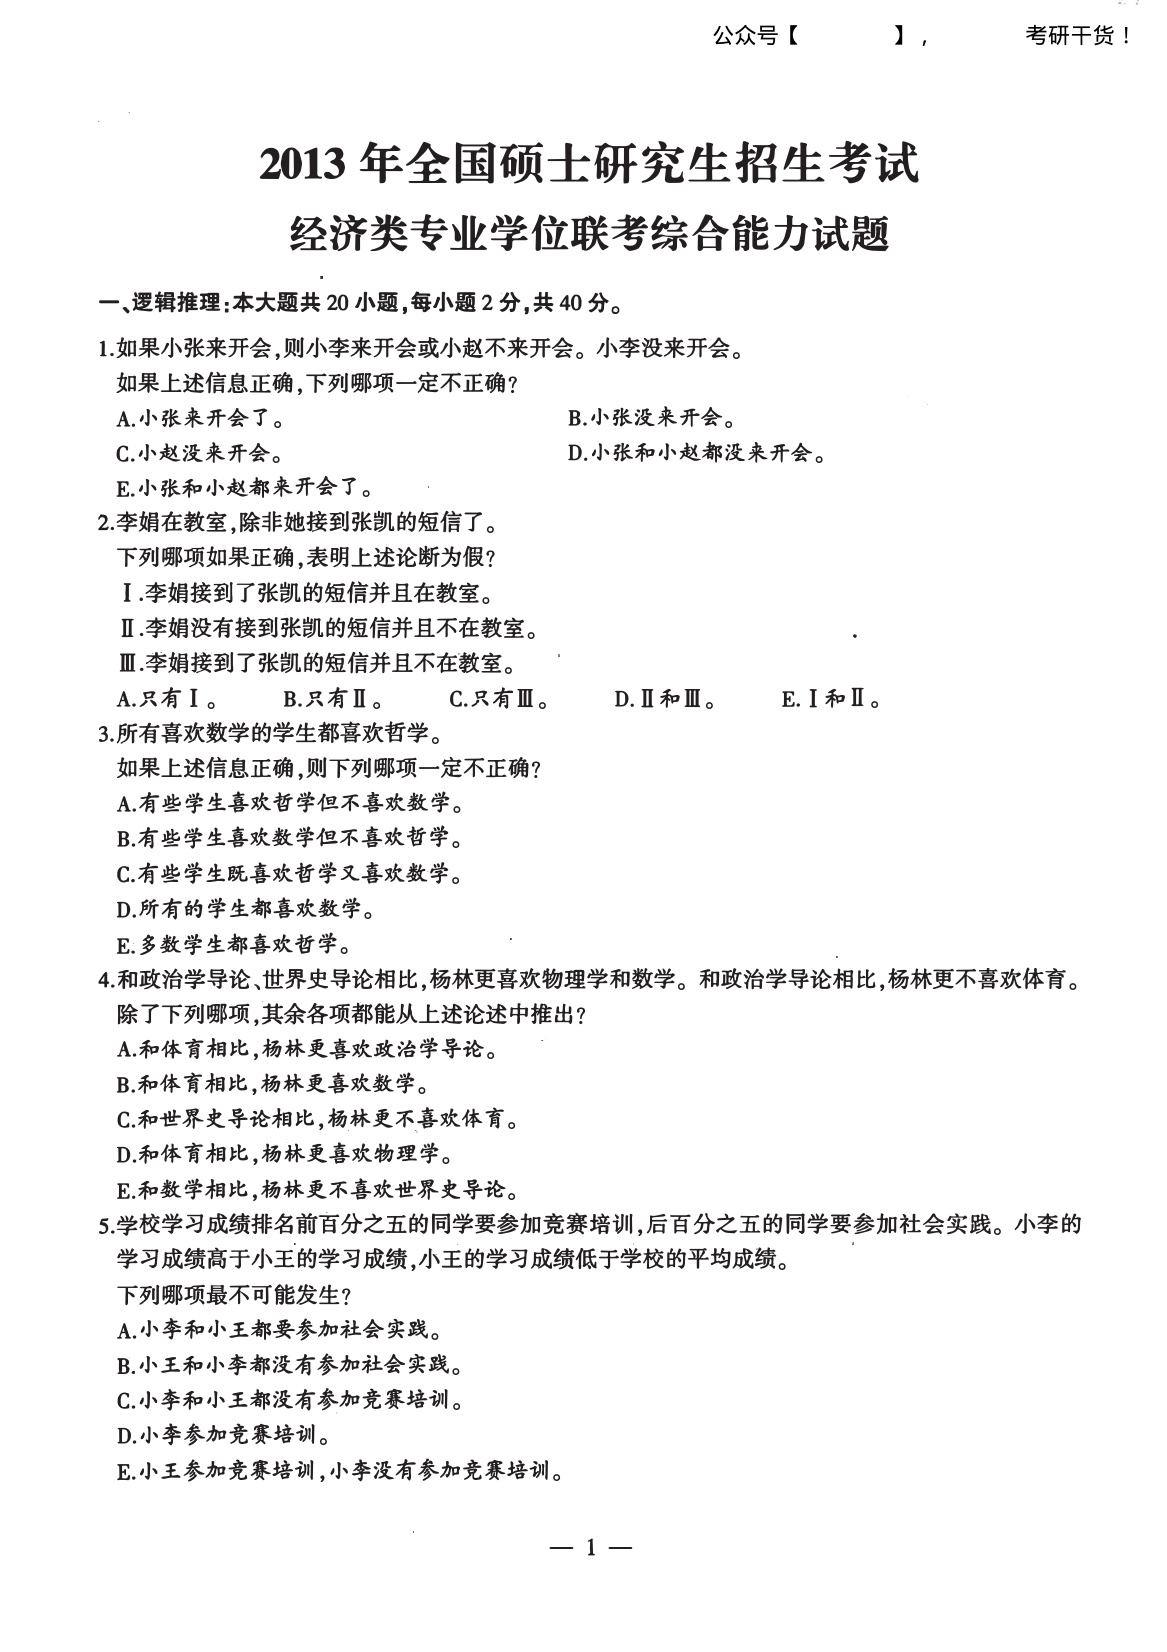 公众号【 】, 考研干货！
2013 年全国硕士研究生招生考试
经济类专业学位联考综合能力试题
一、逻辑推理:本大题共 20 小题,每小题 2 分,共 40 分。
1.如果小张来开会,则小李来开会或小赵不来开会。小李没来开会。
如果上述信息正确,下列哪项一定不正确?
A.小张来开会了。 B.小张没来开会。
C.小赵没来开会。 D.小张和小赵都没来开会。
E.小张和小赵都来开会了。
2.李娟在教室,除非她接到张凯的短信了。
下列哪项如果正确,表明上述论断为假?
Ⅰ.李娟接到了张凯的短信并且在教室。
Ⅱ.李娟没有接到张凯的短信并且不在教室。
Ⅲ.李娟接到了张凯的短信并且不在教室。
A.只有Ⅰ。 B.只有Ⅱ。 C.只有Ⅲ。 D.Ⅱ和Ⅲ。 E.Ⅰ和Ⅱ。
3.所有喜欢数学的学生都喜欢哲学。
如果上述信息正确,则下列哪项一定不正确?
A.有些学生喜欢哲学但不喜欢数学。
B.有些学生喜欢数学但不喜欢哲学。
C.有些学生既喜欢哲学又喜欢数学。
D.所有的学生都喜欢数学。
E.多数学生都喜欢哲学。
4.和政治学导论、世界史导论相比,杨林更喜欢物理学和数学。和政治学导论相比,杨林更不喜欢体育。
除了下列哪项,其余各项都能从上述论述中推出?
A.和体育相比,杨林更喜欢政治学导论。
B.和体育相比,杨林更喜欢数学。
C.和世界史导论相比,杨林更不喜欢体育。
D.和体育相比,杨林更喜欢物理学。
E.和数学相比,杨林更不喜欢世界史导论。
5.学校学习成绩排名前百分之五的同学要参加竞赛培训,后百分之五的同学要参加社会实践。小李的
学习成绩高于小王的学习成绩,小王的学习成绩低于学校的平均成绩。
下列哪项最不可能发生?
A.小李和小王都要参加社会实践。
B.小王和小李都没有参加社会实践。
C.小李和小王都没有参加竞赛培训。
D.小李参加竞赛培训。
E.小王参加竞赛培训,小李没有参加竞赛培训。
— 1 —